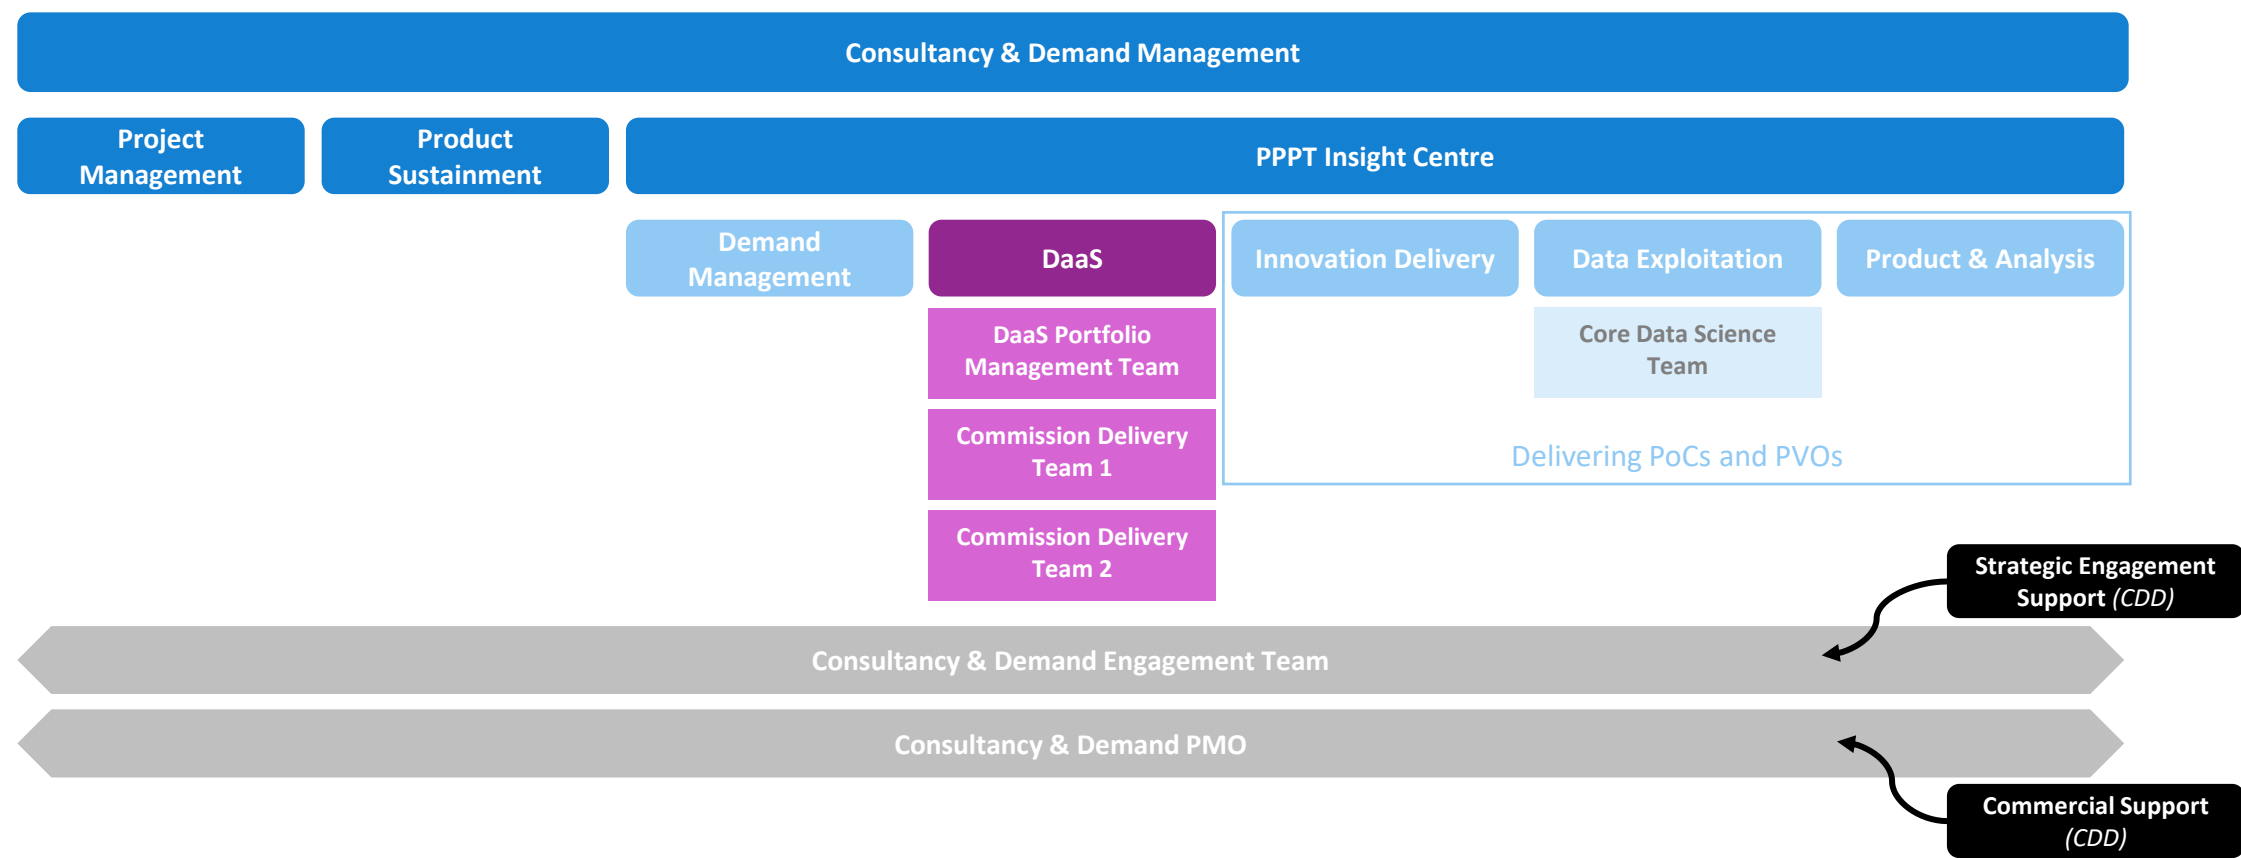 Consultancy & Demand Management
Project
Management
Product
Sustainment
PPPT Insight Centre
Demand
Management
DaaS
Innovation Delivery
Data Exploitation
Product & Analysis
DaaS Portfolio
Management Team
Core Data Science
Team
Commission Delivery
Team 1
Delivering PoCs and PVOs
Commission Delivery
Team 2
Strategic Engagement
Support (CDD)
Consultancy & Demand Engagement Team
Consultancy & Demand PMO
Commercial Support
(CDD)